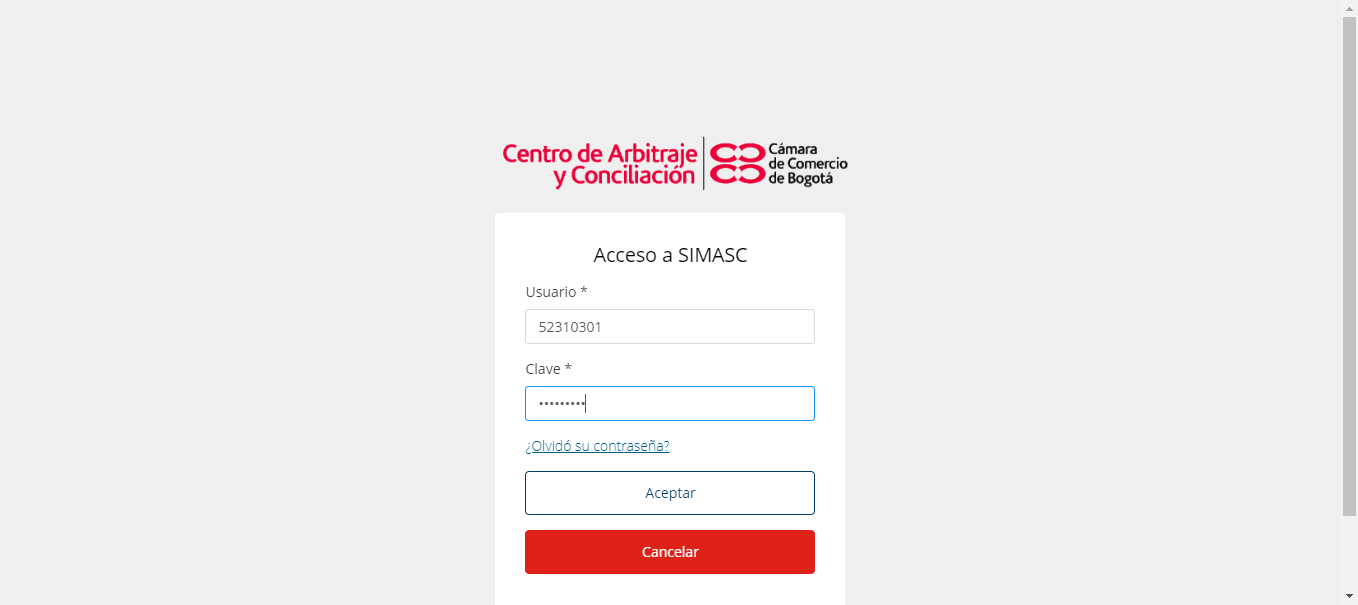 Centro de Arbitraje
y Conciliación
Cámara
de Comercio
de Bogotá
Acceso a SIMASC
Usuario *
52310301
Clave *
•••••••••
¿Olvidó su contraseña?
Aceptar
Cancelar